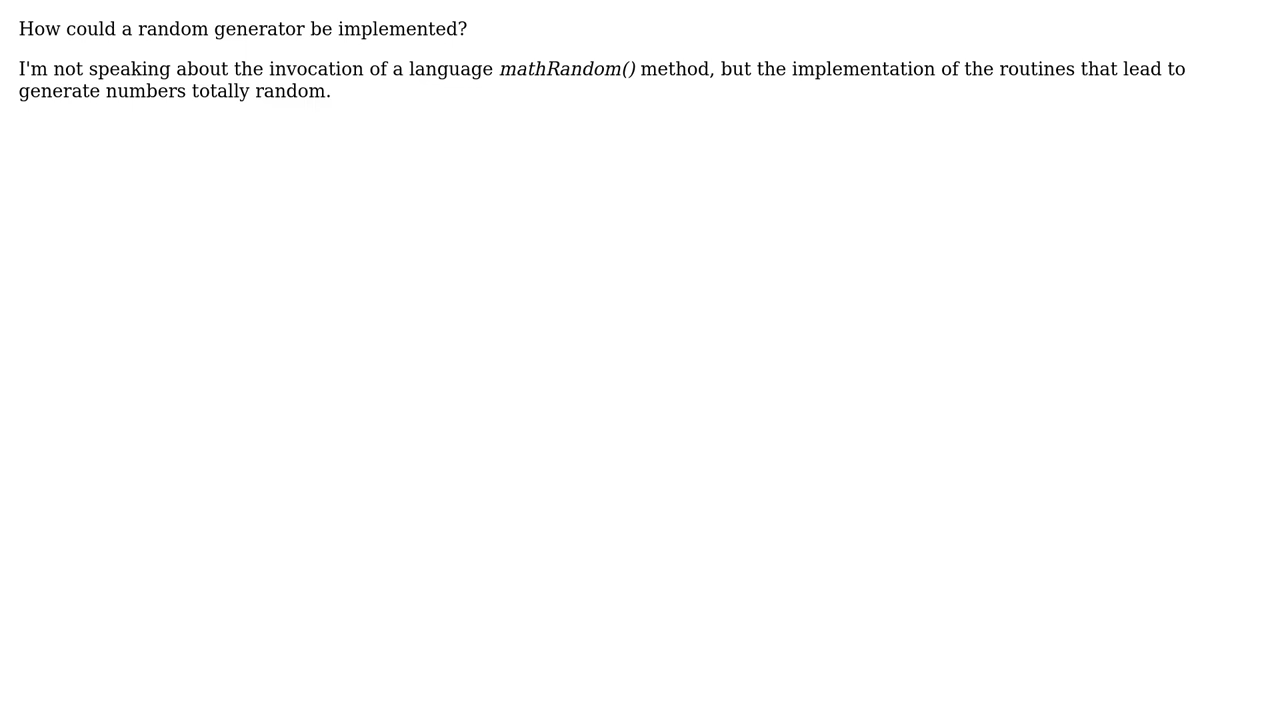 How could a random generator be implemented?
I'm not speaking about the invocation of a language mathRandom() method, but the implementation of the routines that lead to
generate numbers totally random.